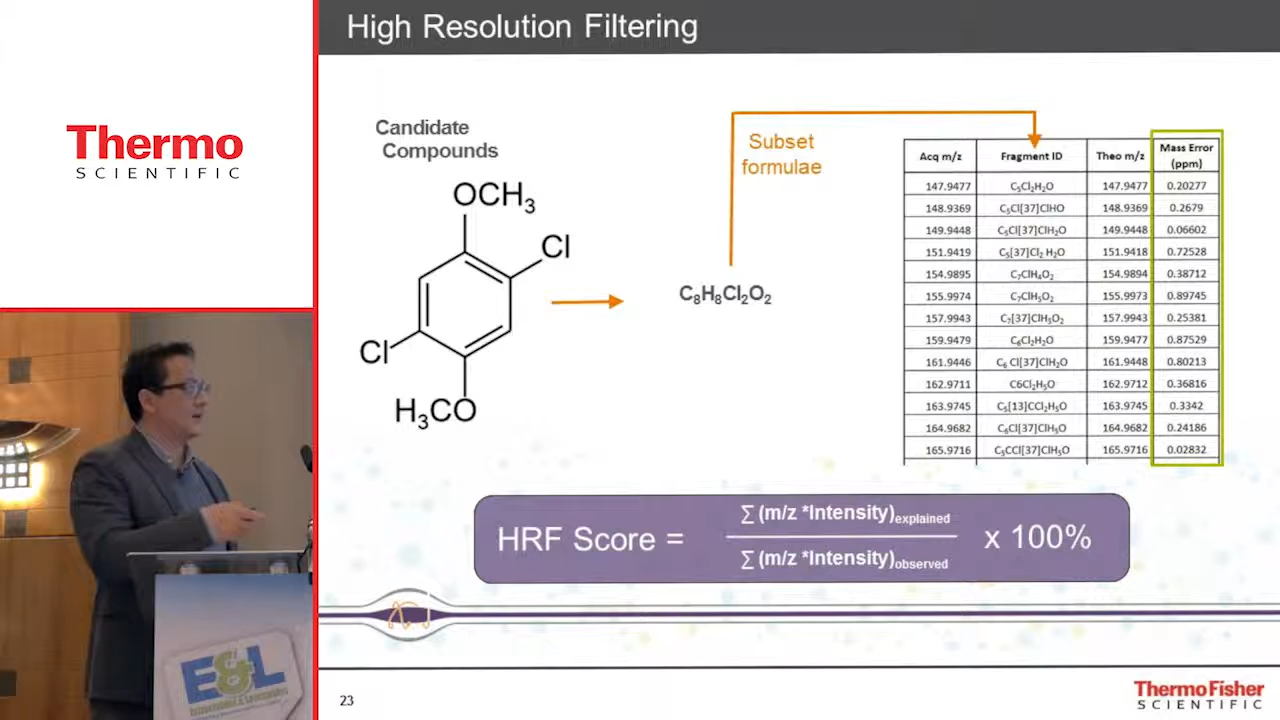 Thermo
SCIENTIFIC
High Resolution Filtering
Candidate
Compounds
OCH₃
Cl
Cl
H₃CO
C₈H₈Cl₂O₂
Subset
formulae
Acq m/z Fragment ID Theo m/z Mass Error (ppm)
147.9477 C₅Cl₂H₂O 147.9477 0.20277
148.9369 C₅Cl[37]ClHO 148.9369 0.2679
149.9448 C₅Cl[37]ClH₂O 149.9448 0.06602
151.9419 C₅[37]Cl₂ H₂O 151.9418 0.72528
154.9895 C₇ClH₄O₂ 154.9894 0.38712
155.9974 C₇ClH₅O₂ 155.9973 0.89745
157.9943 C₇[37]ClH₅O₂ 157.9943 0.25381
159.9479 C₆Cl₂H₂O 159.9477 0.87529
161.9446 C₆ Cl[37]ClH₂O 161.9448 0.80213
162.9711 C6Cl₂H₅O 162.9712 0.36816
163.9745 C₅[13]CCl₂H₅O 163.9745 0.3342
164.9682 C₆Cl[37]ClH₅O 164.9682 0.24186
165.9716 C₅CCl[37]ClH₅O 165.9716 0.02832
HRF Score = ∑ (m/z *Intensity)explained / ∑ (m/z *Intensity)observed x 100%
E&L
23
ThermoFisher
SCIENTIFIC